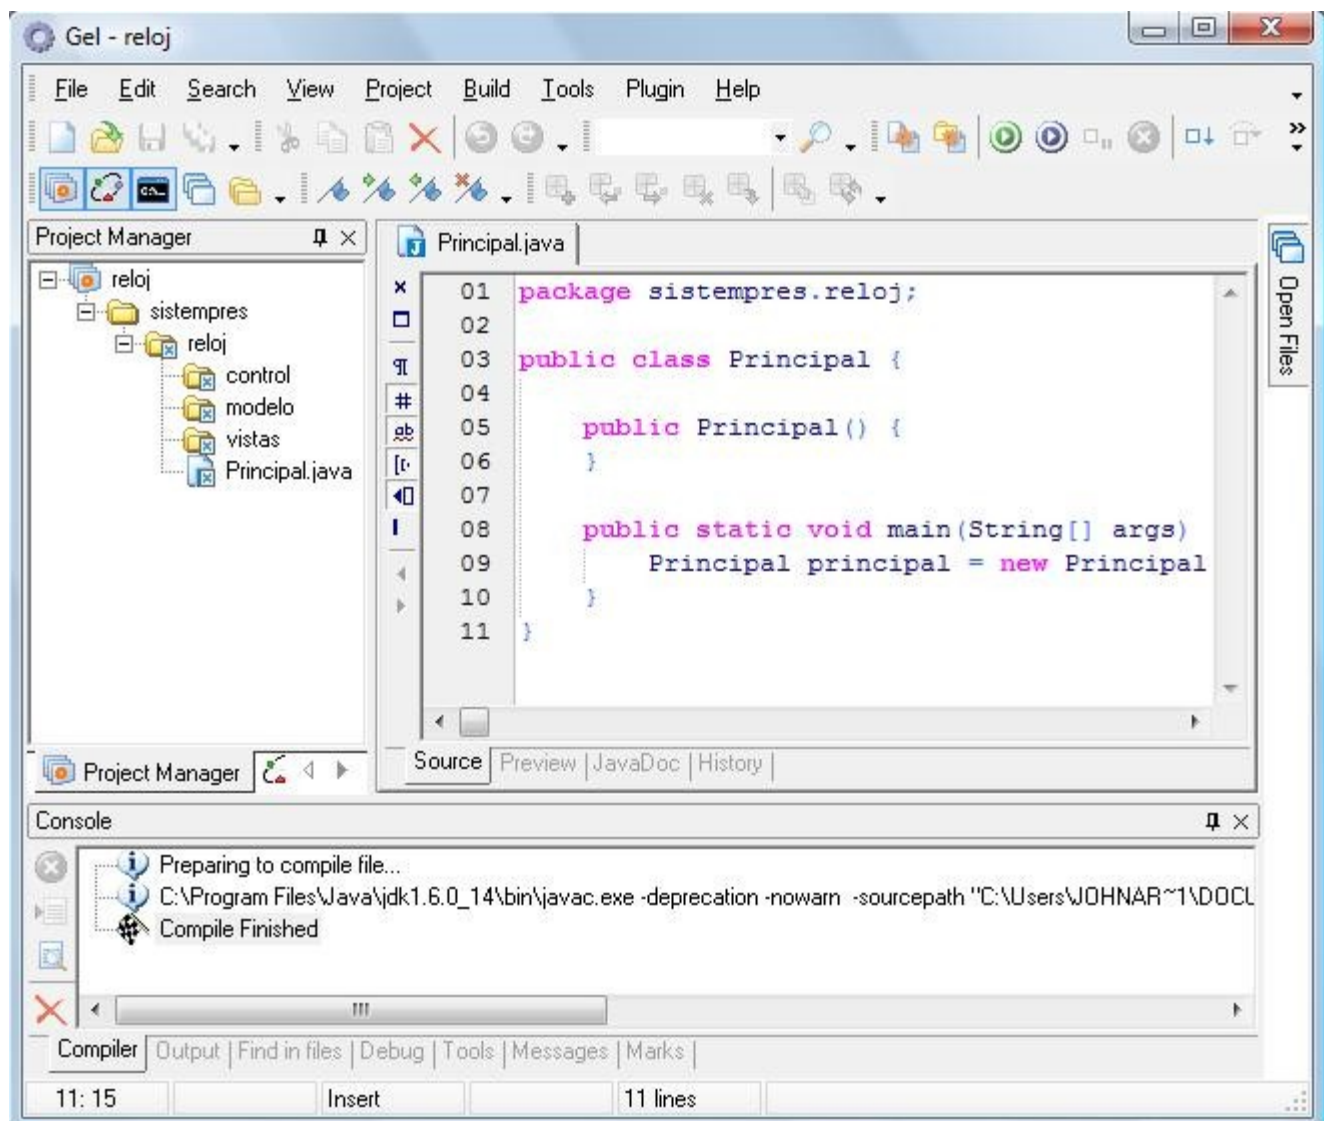 Gel - reloj
File Edit Search View Project Build Tools Plugin Help
Project Manager
reloj
sistempres
reloj
control
modelo
vistas
Principal.java
Project Manager
Principal.java
01 package sistempres.reloj;
02
03 public class Principal {
04
05 public Principal() {
06 }
07
08 public static void main(String[] args)
09 Principal principal = new Principal
10 }
11 }
Source Preview JavaDoc History
Open Files
Console
Preparing to compile file...
C:\Program Files\Java\jdk1.6.0_14\bin\javac.exe -deprecation -nowarn -sourcepath "C:\Users\JOHNAR~1\DOCU
Compile Finished
Compiler Output Find in files Debug Tools Messages Marks
11: 15 Insert 11 lines